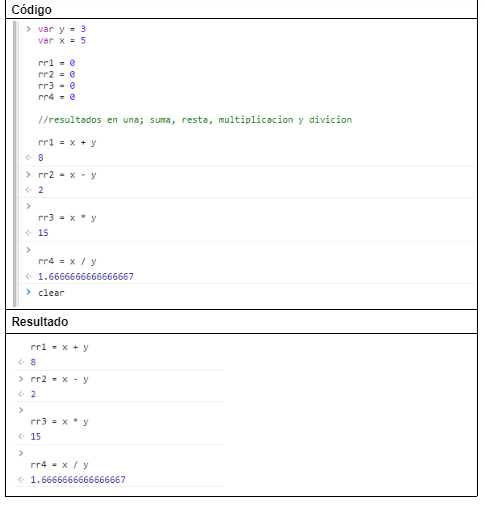 Código
> var y = 3
var x = 5
rr1 = 0
rr2 = 0
rr3 = 0
rr4 = 0
//resultados en una; suma, resta, multiplicacion y divicion
rr1 = x + y
< 8
> rr2 = x - y
< 2
>
rr3 = x * y
< 15
>
rr4 = x / y
< 1.6666666666666667
> clear
Resultado
rr1 = x + y
< 8
> rr2 = x - y
< 2
>
rr3 = x * y
< 15
>
rr4 = x / y
< 1.6666666666666667